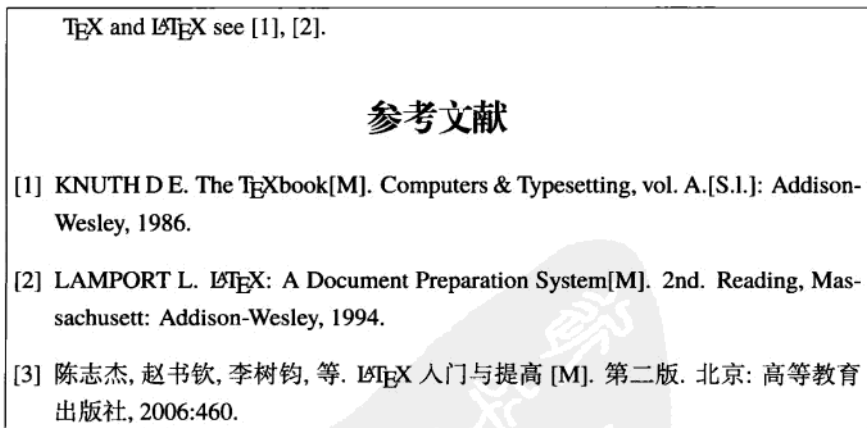 TEX and LATEX see [1], [2].
参考文献
[1] KNUTH D E. The TEXbook[M]. Computers & Typesetting, vol. A.[S.l.]: Addison-
Wesley, 1986.
[2] LAMPORT L. LATEX: A Document Preparation System[M]. 2nd. Reading, Mas-
sachusett: Addison-Wesley, 1994.
[3] 陈志杰, 赵书钦, 李树钧, 等. LATEX 入门与提高 [M]. 第二版. 北京: 高等教育
出版社, 2006:460.